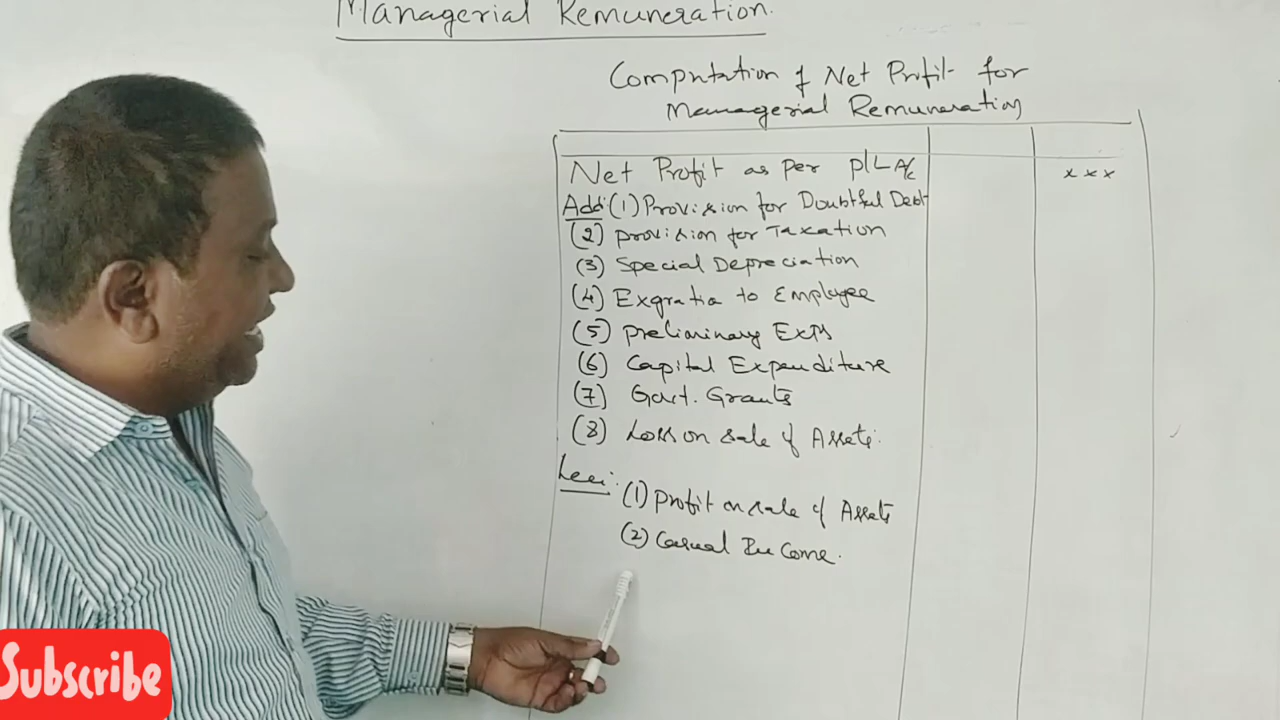 Managerial Remuneration.
Computation of Net Profit for
Managerial Remuneration
Net Profit as per P/L A/c xxx
Add: (1) Provision for Doubtful Debt
(2) provision for Taxation
(3) Special Depreciation
(4) Exgratia to Employee
(5) preliminary Exps
(6) Capital Expenditure
(7) Govt. Grants
(8) Loss on sale of Assets.
Less:
(1) profit on sale of Assets
(2) Casual Income.
Subscribe